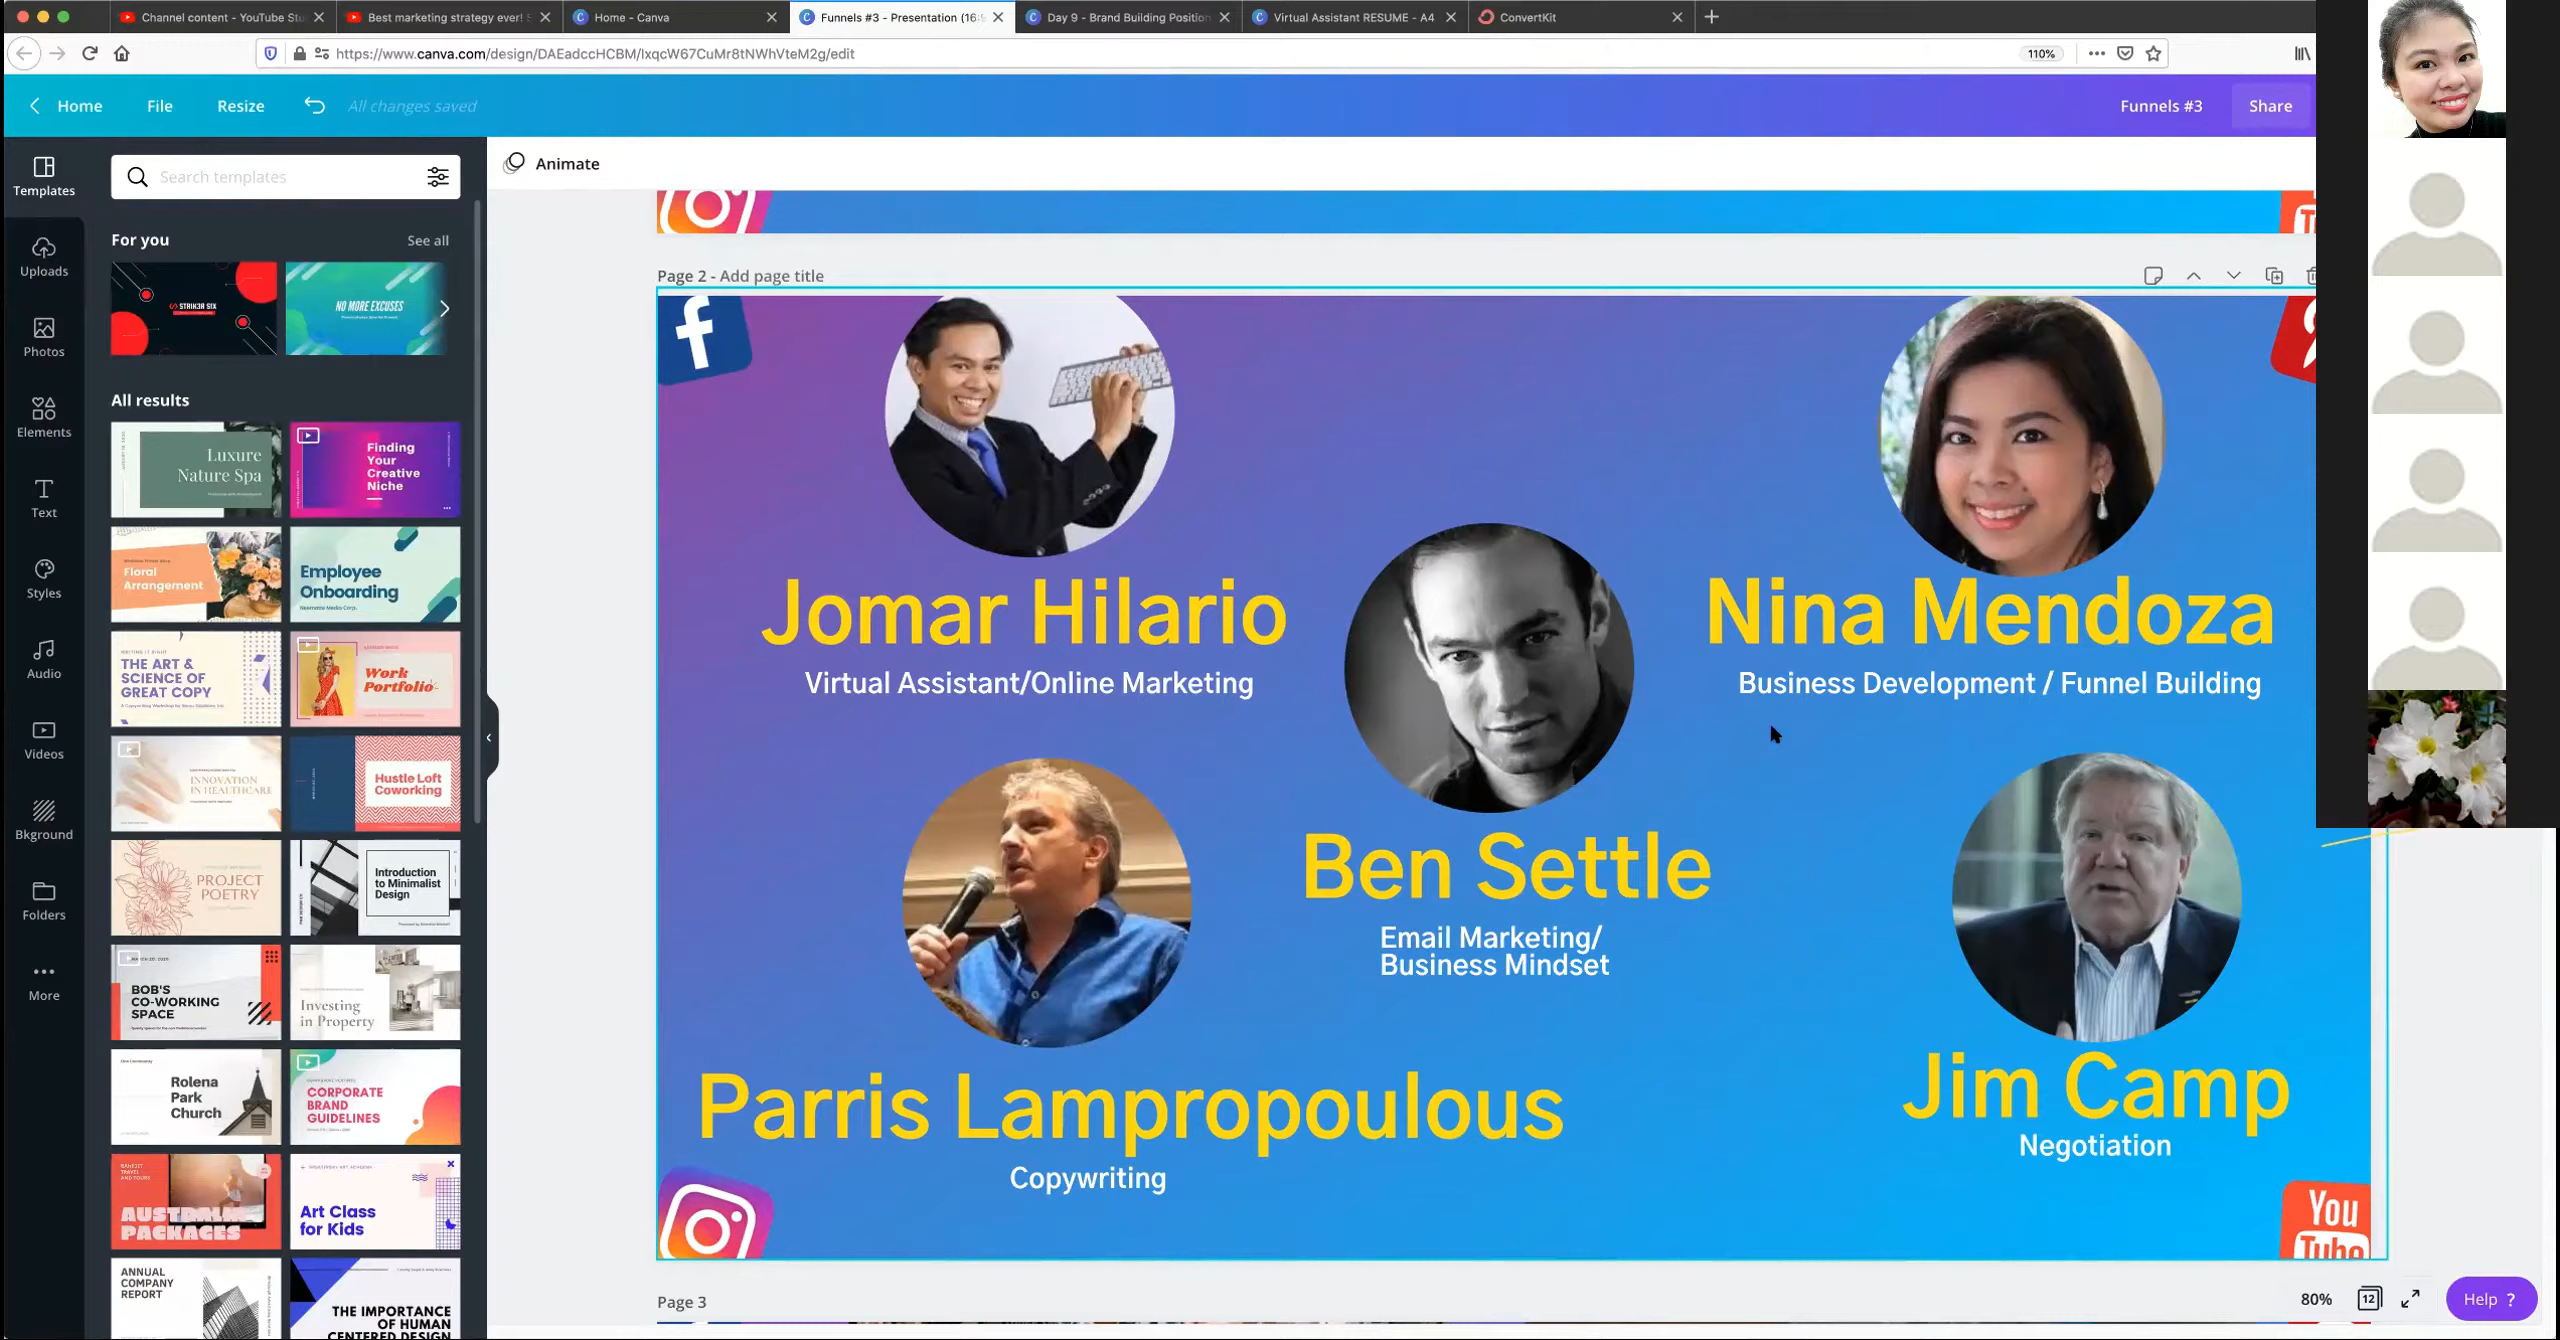 Channel content - YouTube Stu
Best marketing strategy ever! S
Home - Canva
Funnels #3 - Presentation (16:9
Day 9 - Brand Building Position
Virtual Assistant RESUME - A4
ConvertKit
https://www.canva.com/design/DAEadccHCBM/lxqcW67CuMr8tNWhVteM2g/edit
110%
Home
File
Resize
All changes saved
Funnels #3
Share
Templates
Search templates
Animate
For you
See all
Uploads
STRIK3R SIX
NO MORE EXCUSES
Page 2 - Add page title
Photos
All results
Elements
Luxure
Nature Spa
Finding
Your
Creative
Niche
Text
Floral
Arrangement
Employee
Onboarding
Styles
THE ART &
SCIENCE OF
GREAT COPY
Work
Portfolio
Audio
Videos
INNOVATION
IN HEALTHCARE
Hustle Loft
Coworking
Bkground
PROJECT
POETRY
Introduction
to Minimalist
Design
Folders
BOB'S
CO-WORKING
SPACE
Investing
in Property
More
Rolena
Park
Church
CORPORATE
BRAND
GUIDELINES
AUSTRALIA
PACKAGES
Art Class
for Kids
ANNUAL
COMPANY
REPORT
THE IMPORTANCE
OF HUMAN
CENTERED DESIGN
Jomar Hilario
Virtual Assistant/Online Marketing
Nina Mendoza
Business Development / Funnel Building
Ben Settle
Email Marketing/
Business Mindset
Parris Lampropoulous
Copywriting
Jim Camp
Negotiation
You
Tube
Page 3
80%
12
Help ?